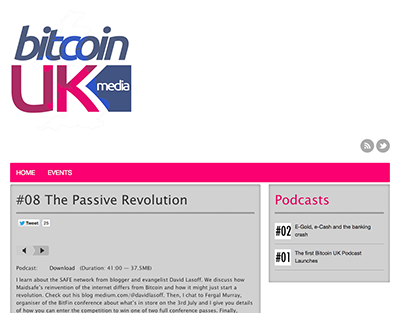 bitcoin
UK
media
HOME EVENTS
#08 The Passive Revolution
Tweet 25
Podcast: Download (Duration: 41:00 — 37.5MB)
I learn about the SAFE network from blogger and evangelist David Lasoff. We discuss how
Maidsafe's reinvention of the internet differs from Bitcoin and how it might just start a
revolution. Check out his blog medium.com/@davidlasoff. Then, I chat to Fergal Murray,
organiser of the BitFin conference about what's in store on the 3rd July and I give you details
of how you can enter the competition to win one of two full conference passes. Finally,
Podcasts
#02 E-Gold, e-Cash and the banking
crash
#01 The first Bitcoin UK Podcast
Launches